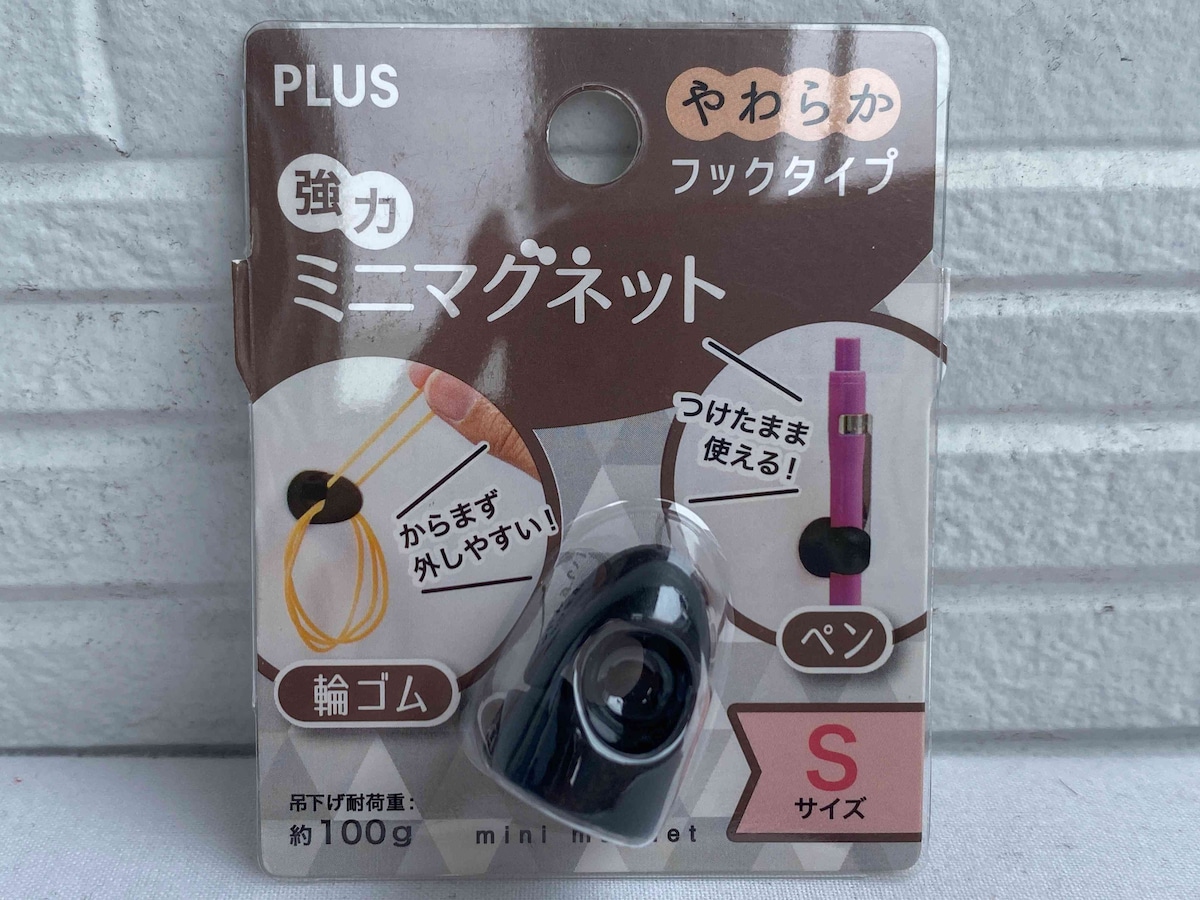 PLUS
やわらか
フックタイプ
強力
ミニマグネット
つけたまま
使える!
からまず
外しやすい!
輪ゴム
ペン
S
サイズ
吊下げ耐荷重:
約100g
mini